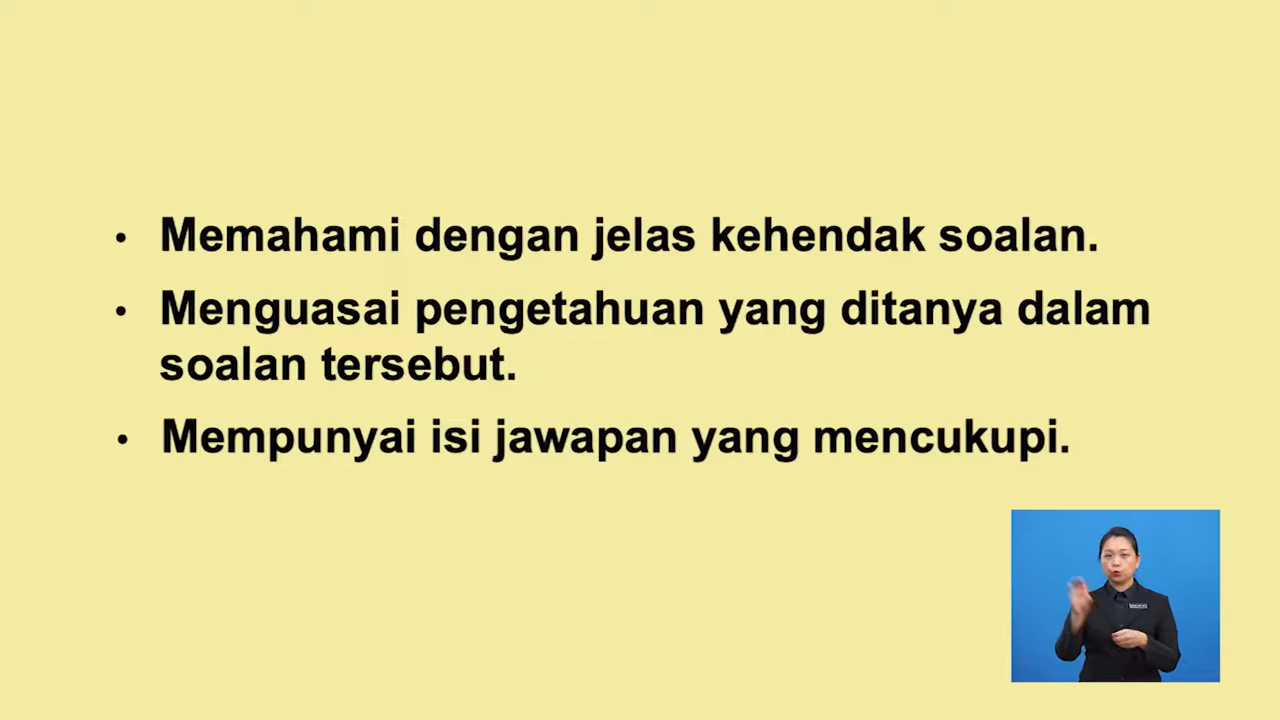 • Memahami dengan jelas kehendak soalan.
• Menguasai pengetahuan yang ditanya dalam
soalan tersebut.
• Mempunyai isi jawapan yang mencukupi.